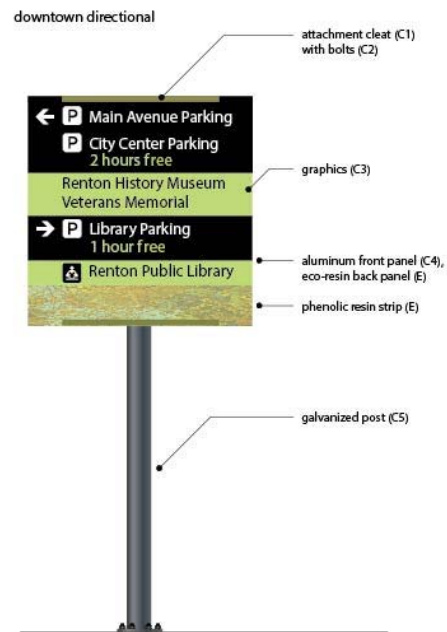 downtown directional
attachment cleat (C1)
with bolts (C2)
← P Main Avenue Parking
P City Center Parking
2 hours free
Renton History Museum
Veterans Memorial
→ P Library Parking
1 hour free
Renton Public Library
graphics (C3)
aluminum front panel (C4),
eco-resin back panel (E)
phenolic resin strip (E)
galvanized post (C5)